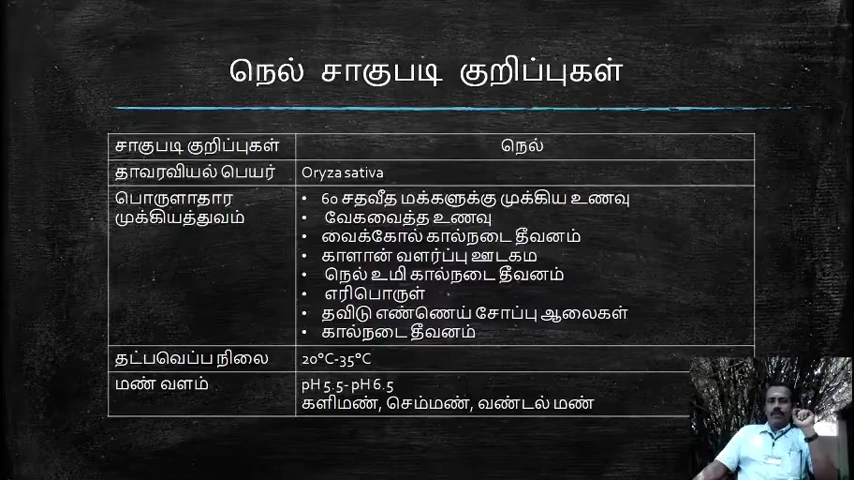 நெல் சாகுபடி குறிப்புகள்
சாகுபடி குறிப்புகள் நெல்
தாவரவியல் பெயர் Oryza sativa
பொருளாதார
முக்கியத்துவம்
• 60 சதவீத மக்களுக்கு முக்கிய உணவு
• வேகவைத்த உணவு
• வைக்கோல் கால்நடை தீவனம்
• காளான் வளர்ப்பு ஊடகம
• நெல் உமி கால்நடை தீவனம்
• எரிபொருள்
• தவிடு எண்ணெய் சோப்பு ஆலைகள்
• கால்நடை தீவனம்
தட்பவெப்ப நிலை 20°C-35°C
மண் வளம் pH 5.5- pH 6.5
களிமண், செம்மண், வண்டல் மண்